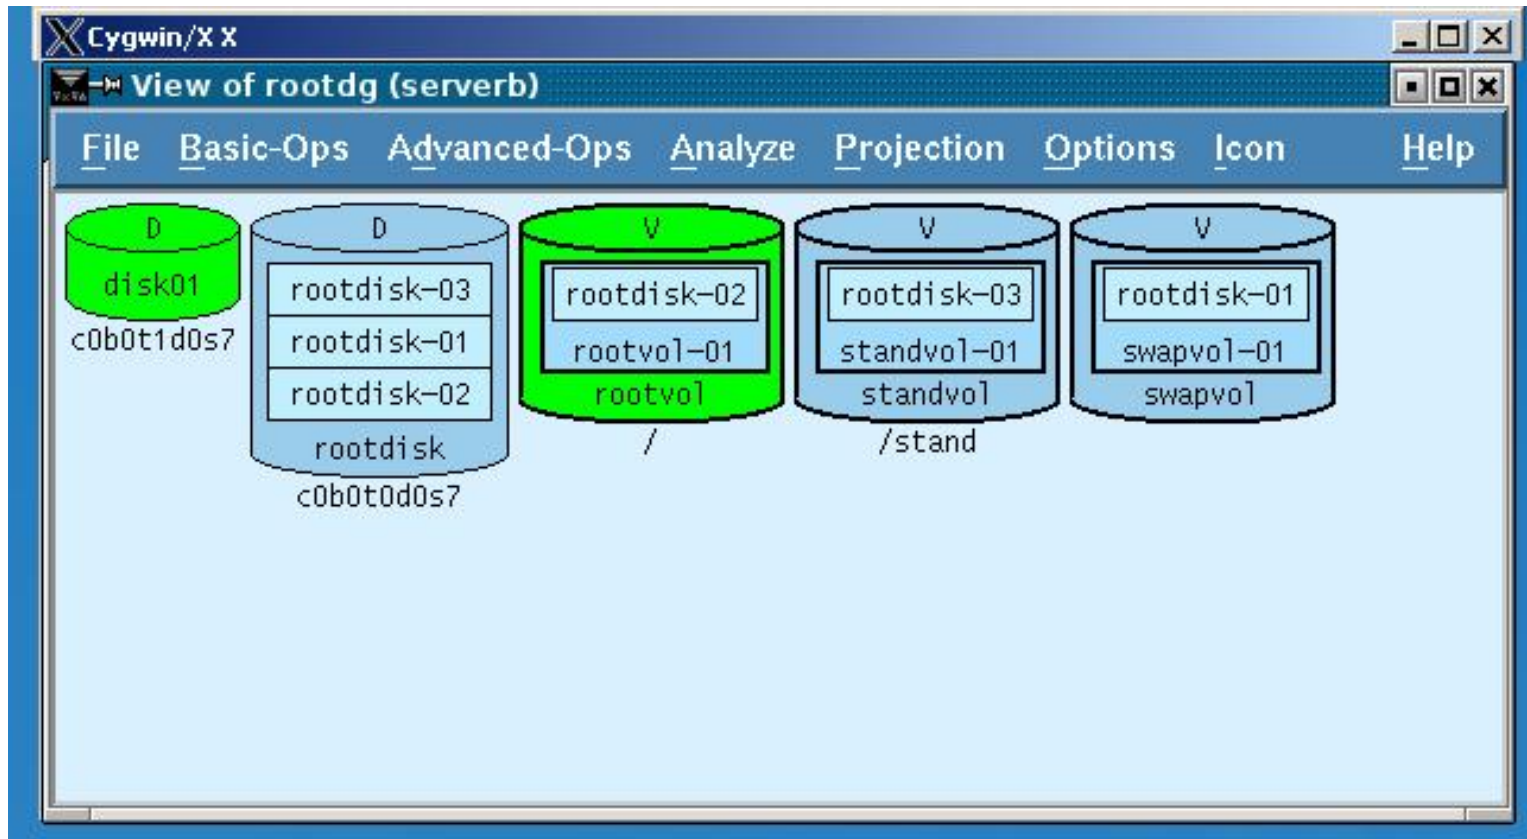 Cygwin/X X
View of rootdg (serverb)
File Basic-Ops Advanced-Ops Analyze Projection Options Icon Help
D
disk01
c0b0t1d0s7
D
rootdisk-03
rootdisk-01
rootdisk-02
rootdisk
c0b0t0d0s7
V
rootdisk-02
rootvol-01
rootvol
/
V
rootdisk-03
standvol-01
standvol
/stand
V
rootdisk-01
swapvol-01
swapvol